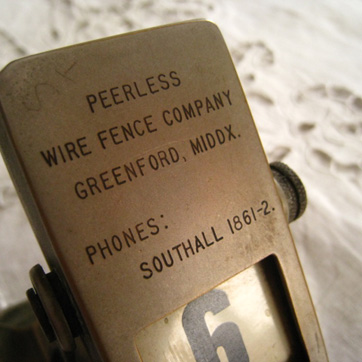 PEERLESS
WIRE FENCE COMPANY
GREENFORD, MIDDX.
PHONES:
SOUTHALL 1861-2.
6